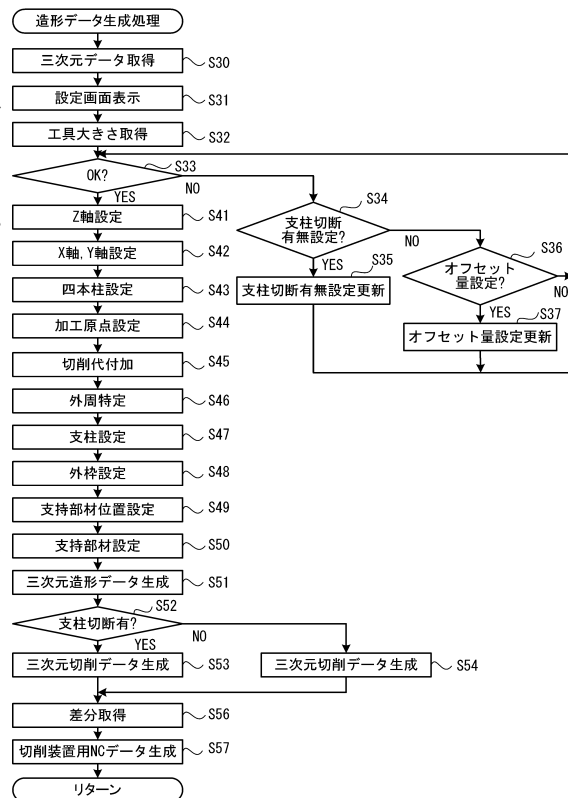 造形データ生成処理
三次元データ取得 S30
設定画面表示 S31
工具大きさ取得 S32
OK? S33
NO
YES
支柱切断
有無設定? S34
NO
YES
支柱切断有無設定更新 S35
オフセット
量設定? S36
NO
YES
オフセット量設定更新 S37
Z軸設定 S41
X軸, Y軸設定 S42
四本柱設定 S43
加工原点設定 S44
切削代付加 S45
外周特定 S46
支柱設定 S47
外枠設定 S48
支持部材位置設定 S49
支持部材設定 S50
三次元造形データ生成 S51
支柱切断有? S52
NO
YES
三次元切削データ生成 S53
三次元切削データ生成 S54
差分取得 S56
切削装置用NCデータ生成 S57
リターン